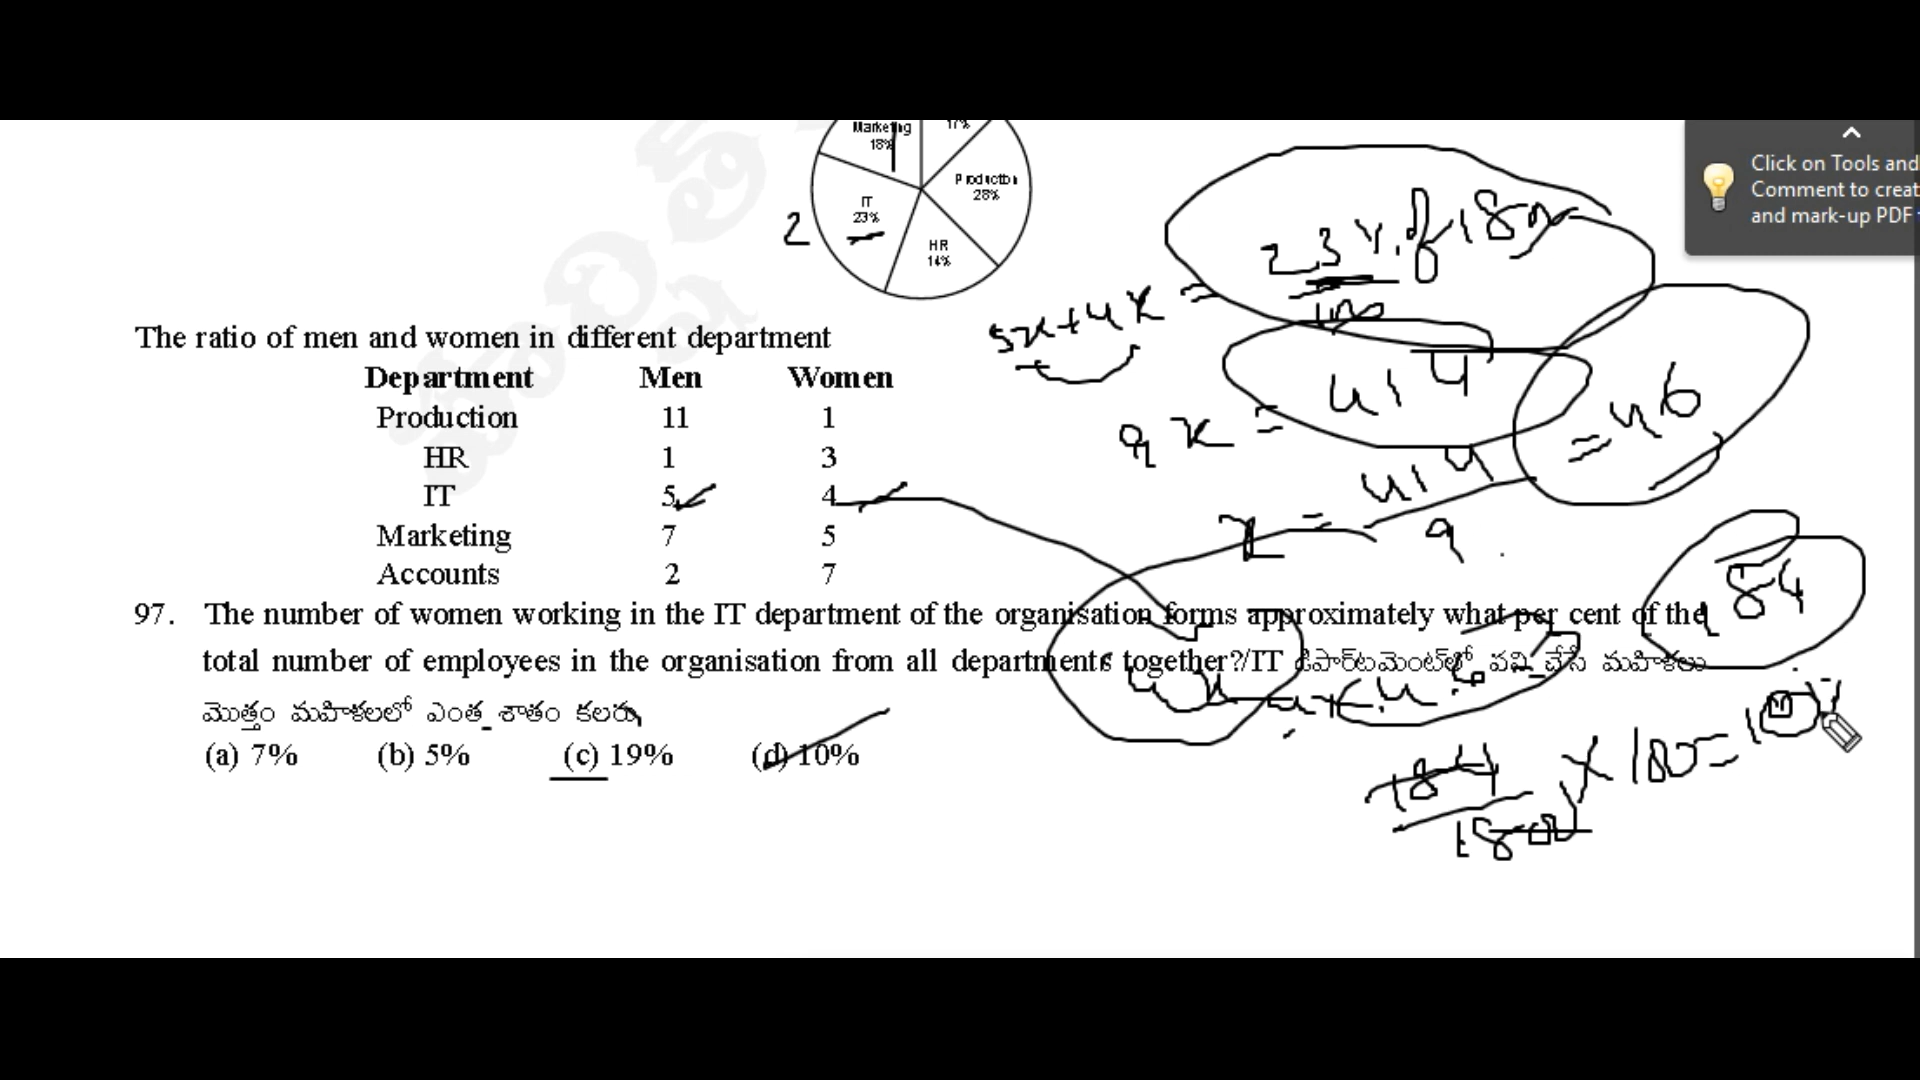 Marketing
18%
17%
Production
28%
IT
23%
HR
14%
2
The ratio of men and women in different department
Department Men Women
Production 11 1
HR 1 3
IT 5 4
Marketing 7 5
Accounts 2 7
97. The number of women working in the IT department of the organisation forms approximately what per cent of the
total number of employees in the organisation from all departments together?/IT డిపార్ట్‌మెంట్‌లో పని చేసే మహిళలు
మొత్తం మహిళలలో ఎంత శాతం కలరు
(a) 7% (b) 5% (c) 19% (d) 10%
5x+4x =
100
9x = 414
= 46
x = 414
9
184
184
× 100 =
1800
Click on Tools and
Comment to creat
and mark-up PDF